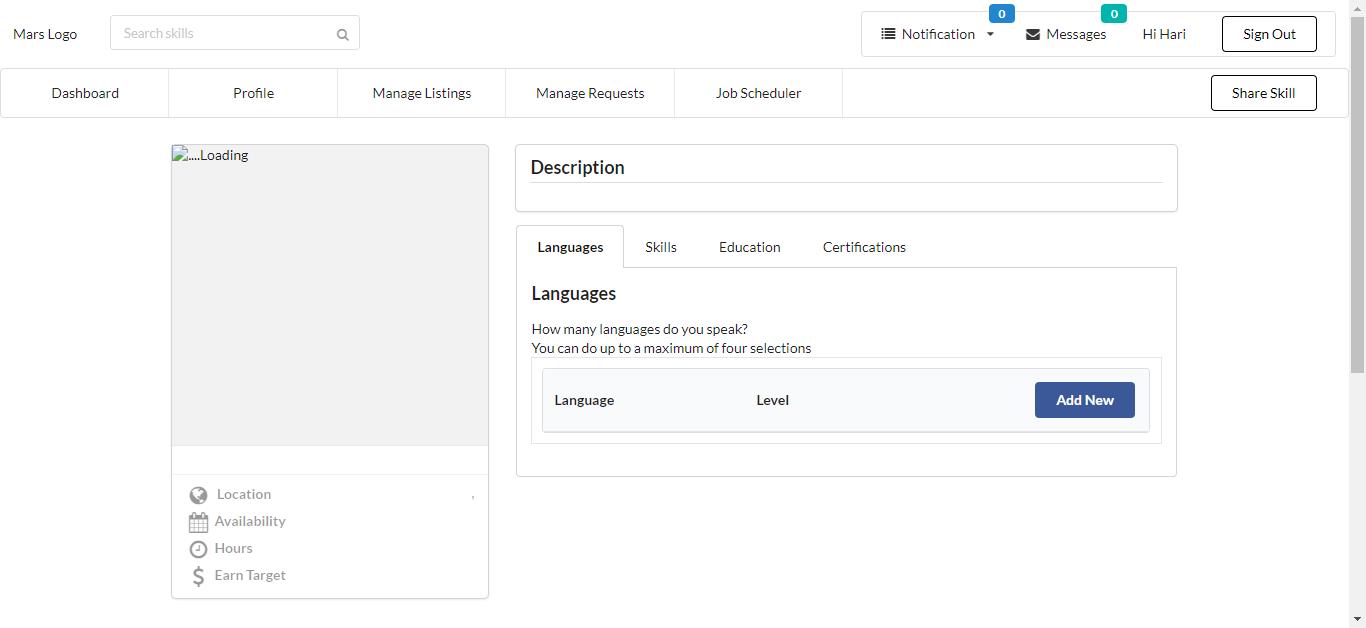 Mars Logo
Search skills
Notification
0
Messages
0
Hi Hari
Sign Out
Dashboard
Profile
Manage Listings
Manage Requests
Job Scheduler
Share Skill
....Loading
Location
,
Availability
Hours
Earn Target
Description
Languages
Skills
Education
Certifications
Languages
How many languages do you speak?
You can do up to a maximum of four selections
Language
Level
Add New